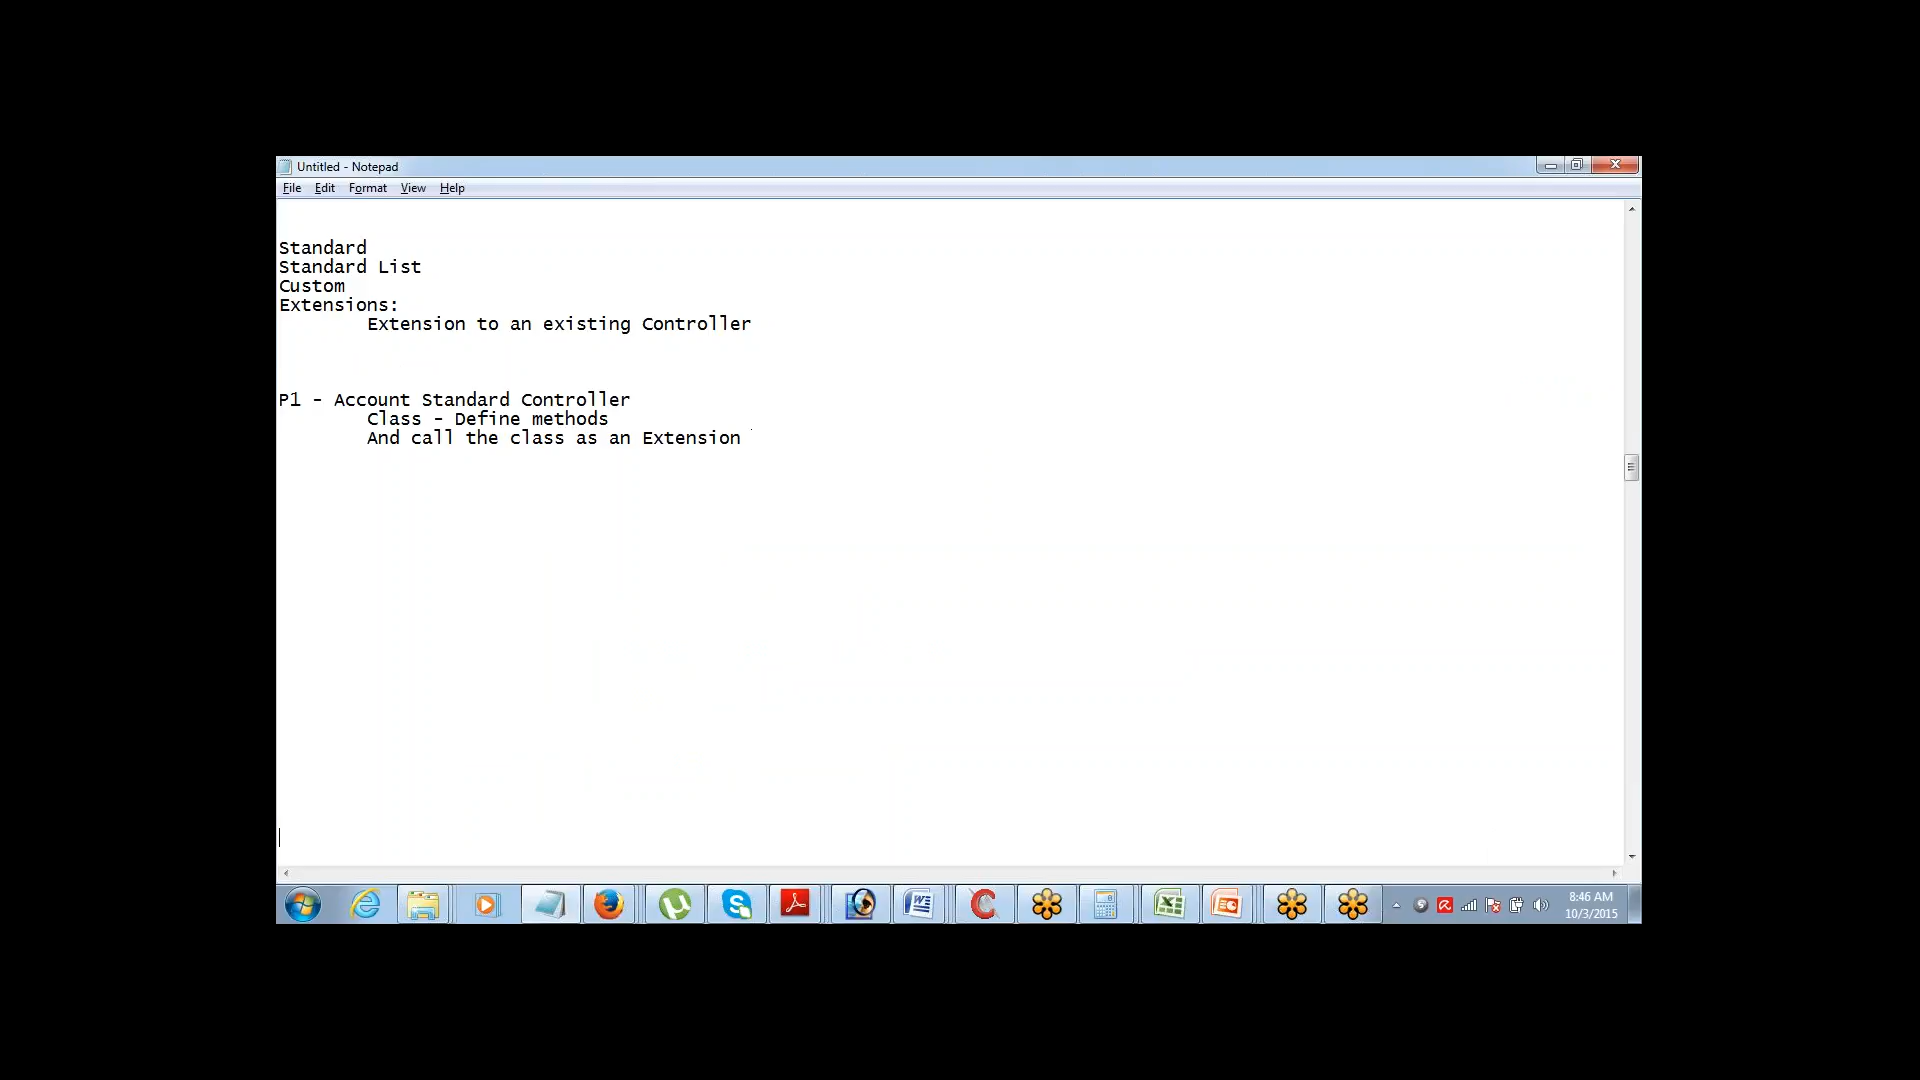 Untitled - Notepad
File Edit Format View Help
Standard
Standard List
Custom
Extensions:
Extension to an existing Controller
P1 - Account Standard Controller
Class - Define methods
And call the class as an Extension
8:46 AM
10/3/2015